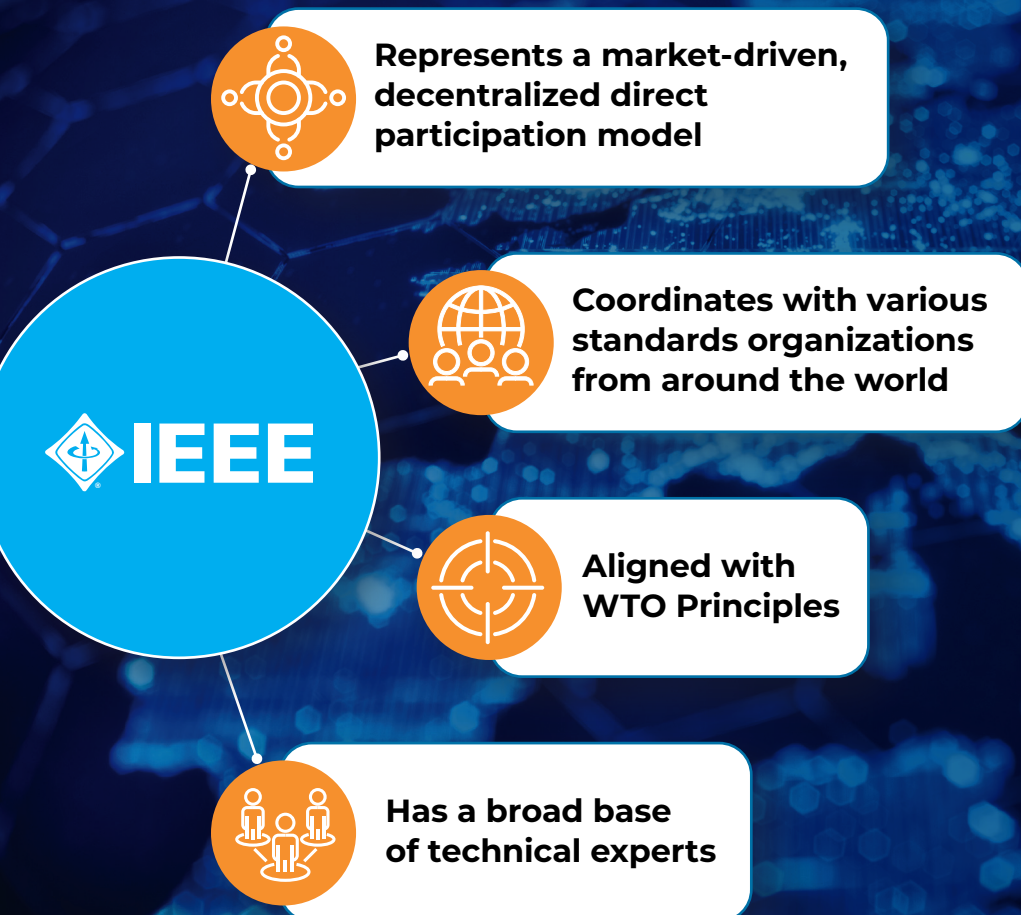 Represents a market-driven,
decentralized direct
participation model
Coordinates with various
standards organizations
from around the world
IEEE
Aligned with
WTO Principles
Has a broad base
of technical experts